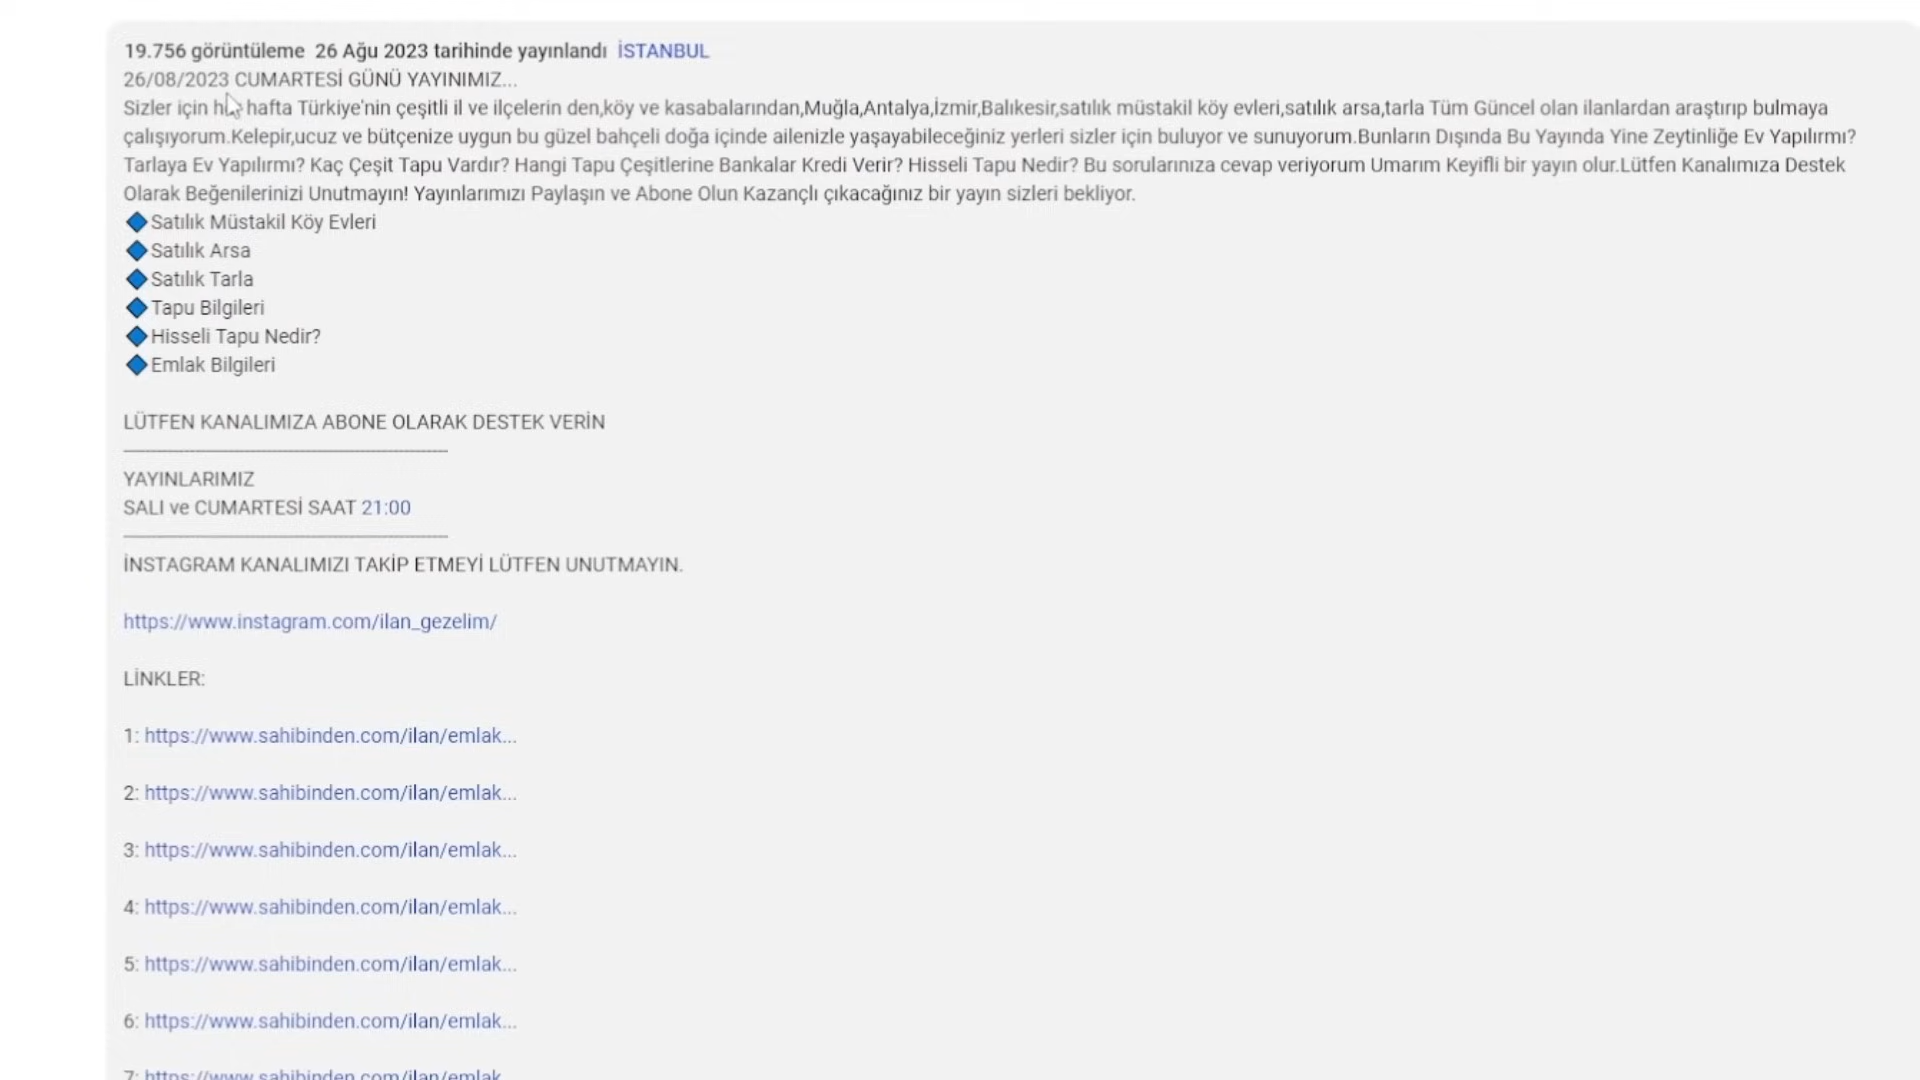 19.756 görüntüleme 26 Ağu 2023 tarihinde yayınlandı İSTANBUL
26/08/2023 CUMARTESİ GÜNÜ YAYINIMIZ...
Sizler için hafta Türkiye'nin çeşitli il ve ilçelerin den,köy ve kasabalarından,Muğla,Antalya,İzmir,Balıkesir,satılık müstakil köy evleri,satılık arsa,tarla Tüm Güncel olan ilanlardan araştırıp bulmaya
çalışıyorum.Kelepir,ucuz ve bütçenize uygun bu güzel bahçeli doğa içinde ailenizle yaşayabileceğiniz yerleri sizler için buluyor ve sunuyorum.Bunların Dışında Bu Yayında Yine Zeytinliğe Ev Yapılırmı?
Tarlaya Ev Yapılırmı? Kaç Çeşit Tapu Vardır? Hangi Tapu Çeşitlerine Bankalar Kredi Verir? Hisseli Tapu Nedir? Bu sorularınıza cevap veriyorum Umarım Keyifli bir yayın olur.Lütfen Kanalımıza Destek
Olarak Beğenilerinizi Unutmayın! Yayınlarımızı Paylaşın ve Abone Olun Kazançlı çıkacağınız bir yayın sizleri bekliyor.
🔷Satılık Müstakil Köy Evleri
🔷Satılık Arsa
🔷Satılık Tarla
🔷Tapu Bilgileri
🔷Hisseli Tapu Nedir?
🔷Emlak Bilgileri
LÜTFEN KANALIMIZA ABONE OLARAK DESTEK VERİN
YAYINLARIMIZ
SALI ve CUMARTESİ SAAT 21:00
İNSTAGRAM KANALIMIZI TAKİP ETMEYİ LÜTFEN UNUTMAYIN.
https://www.instagram.com/ilan_gezelim/
LİNKLER:
1: https://www.sahibinden.com/ilan/emlak...
2: https://www.sahibinden.com/ilan/emlak...
3: https://www.sahibinden.com/ilan/emlak...
4: https://www.sahibinden.com/ilan/emlak...
5: https://www.sahibinden.com/ilan/emlak...
6: https://www.sahibinden.com/ilan/emlak...
7: https://www.sahibinden.com/ilan/emlak